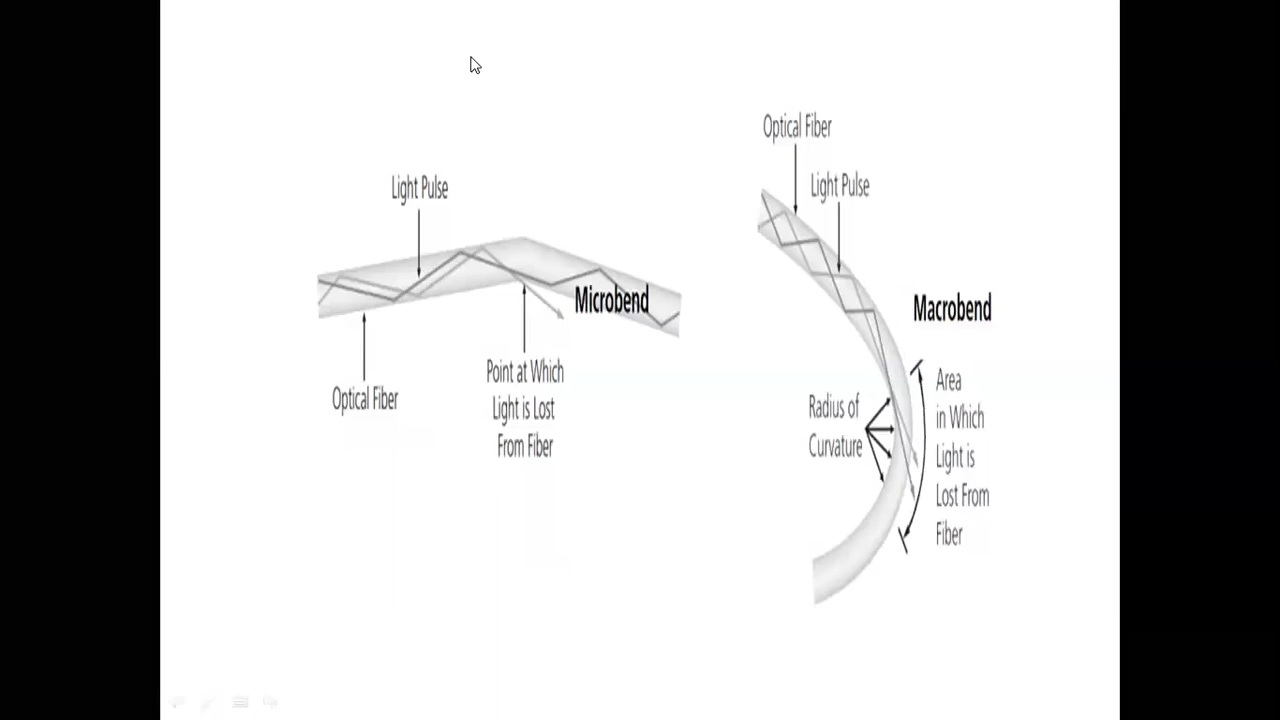 Light Pulse
Microbend
Optical Fiber
Point at Which
Light is Lost
From Fiber
Optical Fiber
Light Pulse
Macrobend
Radius of
Curvature
Area
in Which
Light is
Lost From
Fiber